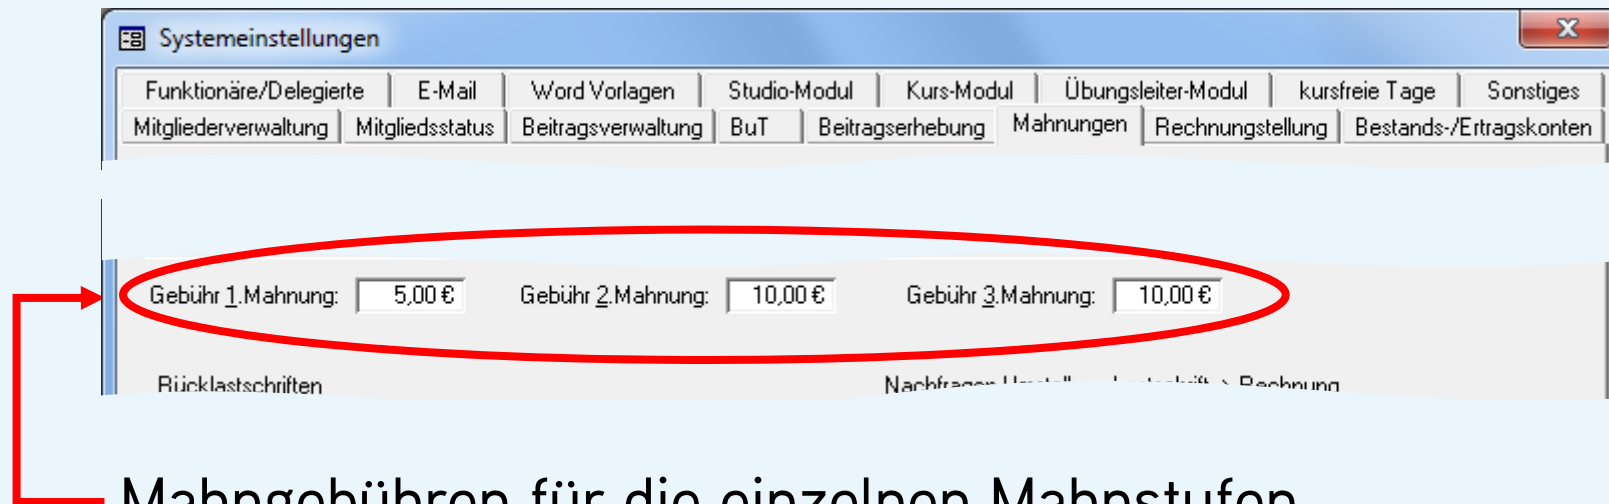 Systemeinstellungen
x
Funktionäre/Delegierte E-Mail Word Vorlagen Studio-Modul Kurs-Modul Übungsleiter-Modul kursfreie Tage Sonstiges
Mitgliederverwaltung Mitgliedsstatus Beitragsverwaltung BuT Beitragserhebung Mahnungen Rechnungstellung Bestands-/Ertragskonten
Gebühr 1.Mahnung: 5,00 € Gebühr 2.Mahnung: 10,00 € Gebühr 3.Mahnung: 10,00 €
Rücklastschriften Nachfragen > Rechnung
Mahngebühren für die einzelnen Mahnstufen